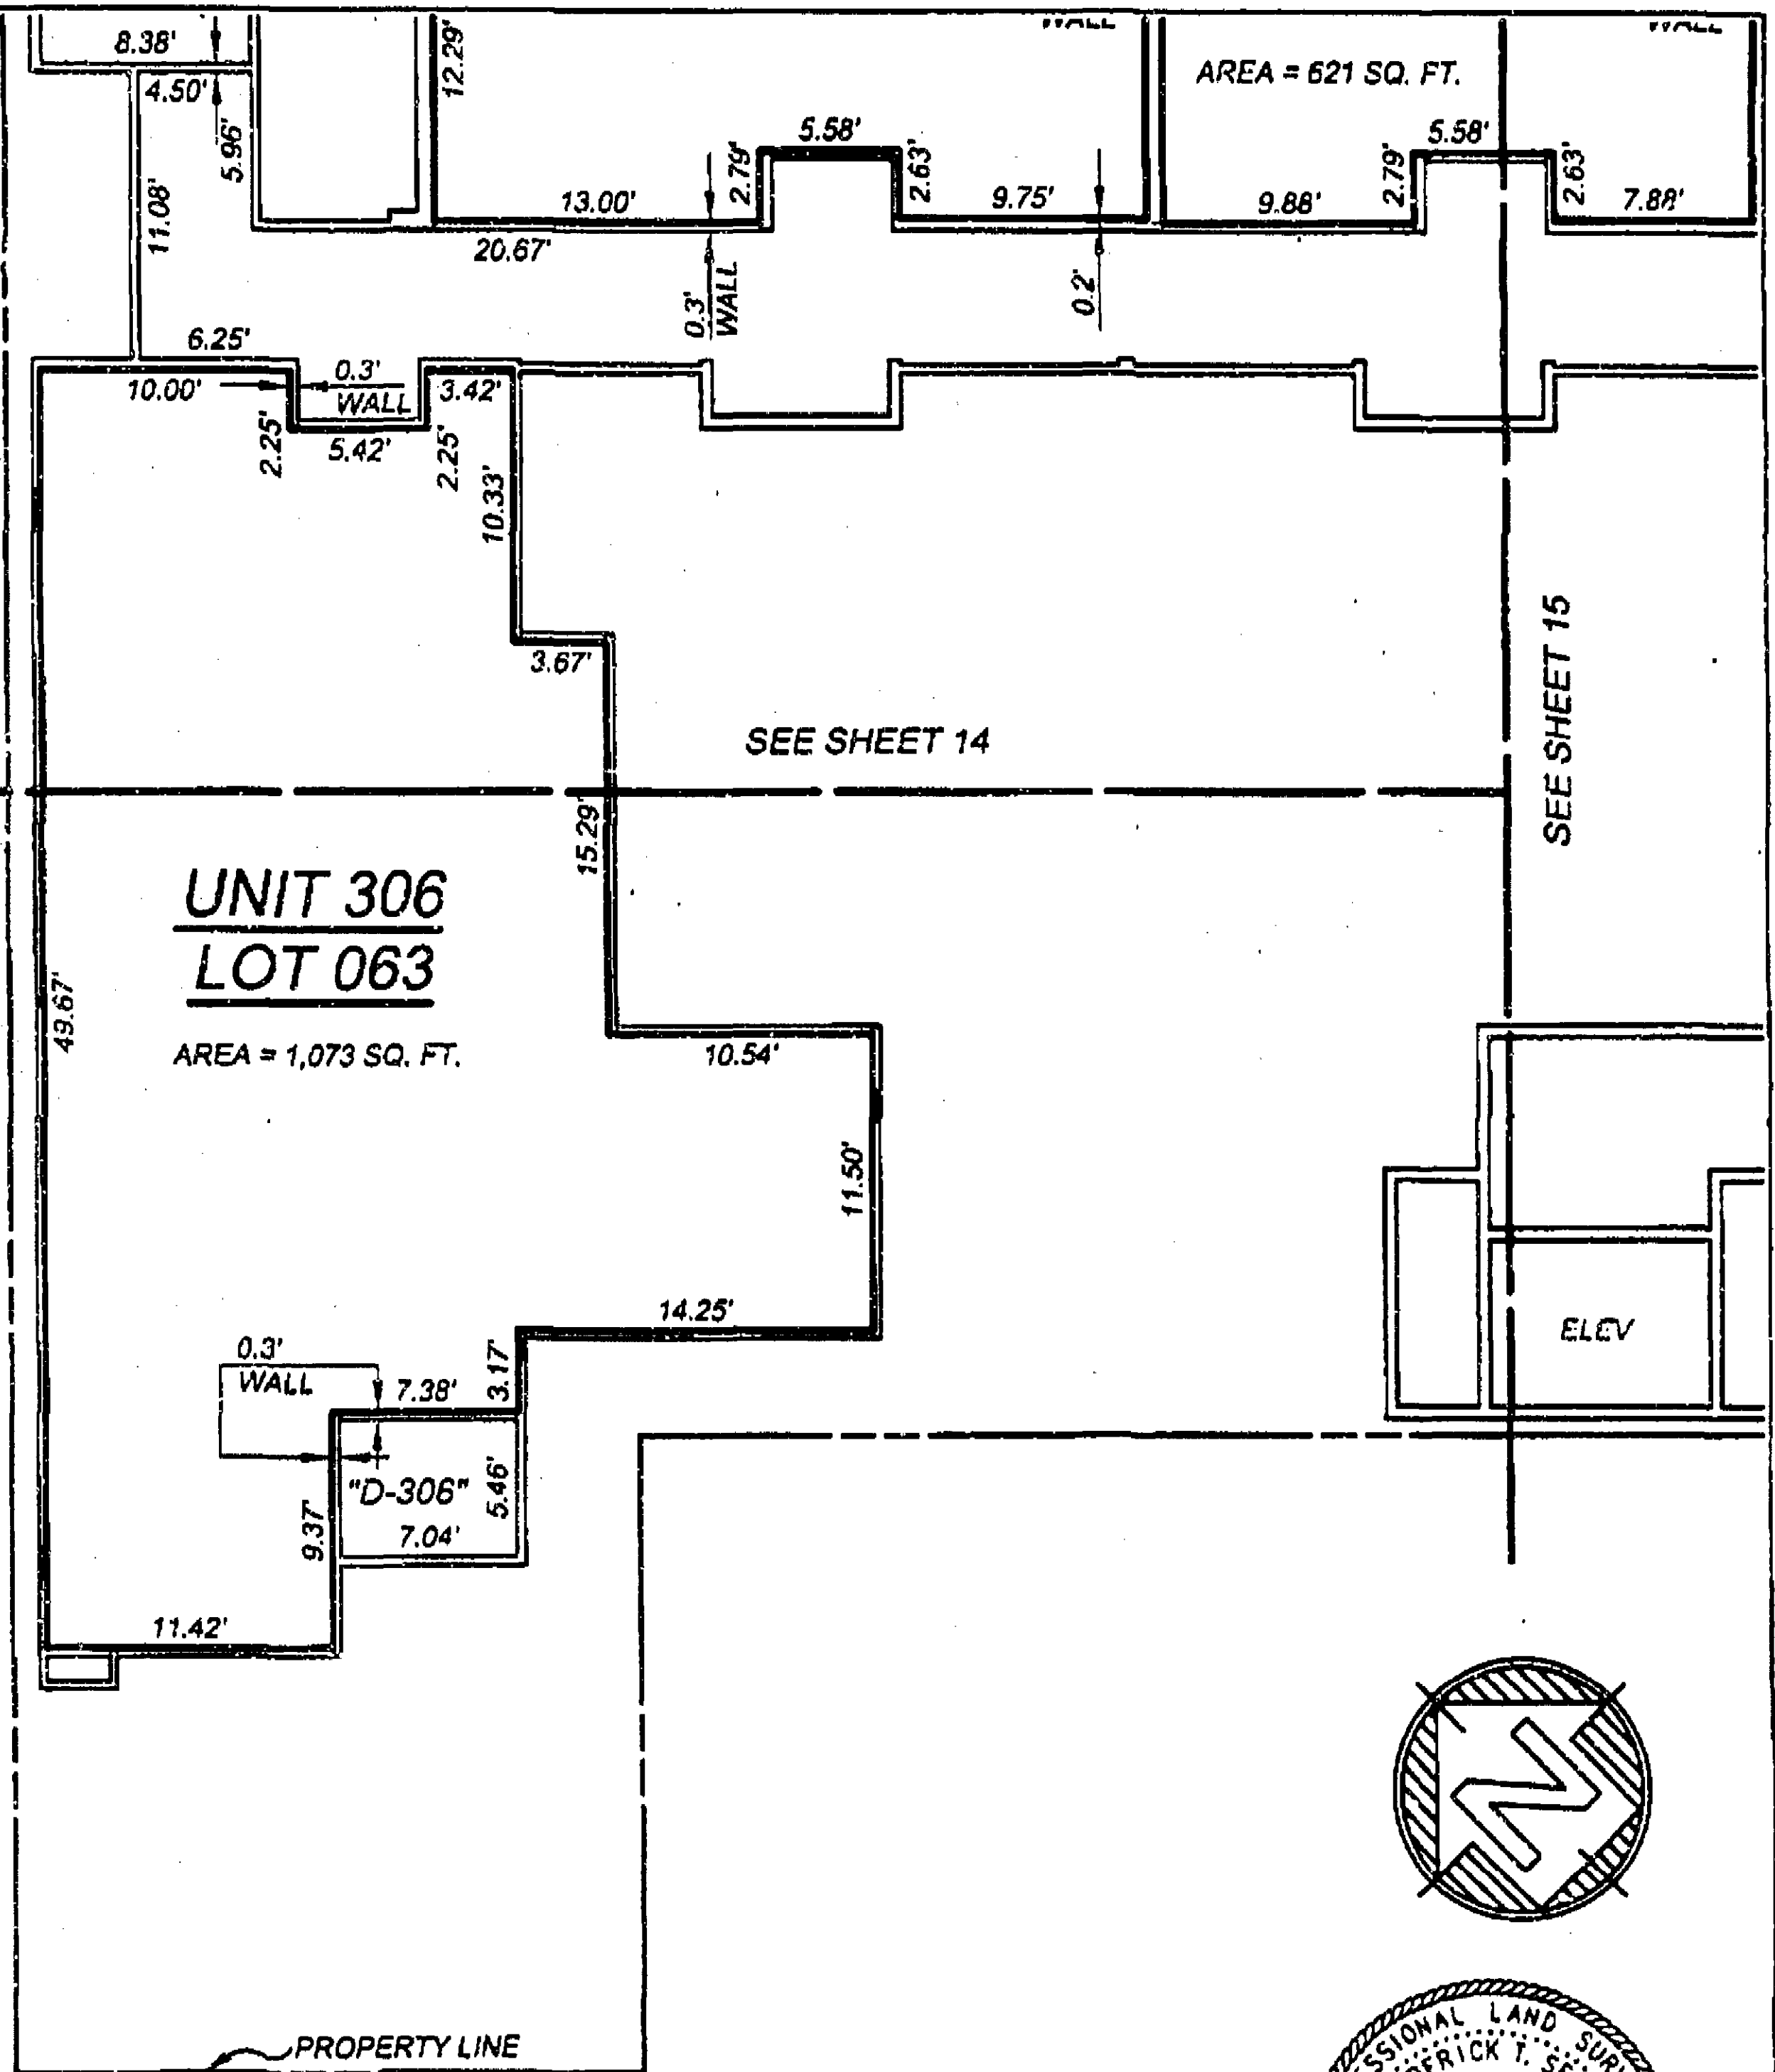 WALL
WALL
8.38'
12.29'
AREA = 621 SQ. FT.
4.50'
5.96'
11.08'
5.58'
2.79'
2.63'
13.00'
9.75'
20.67'
0.3'
WALL
0.2'
5.58'
2.79'
2.63'
9.88'
7.88'
6.25'
10.00'
0.3'
WALL
3.42'
2.25'
5.42'
2.25'
10.33'
3.67'
SEE SHEET 14
SEE SHEET 15
15.29'
UNIT 306
LOT 063
49.67'
AREA = 1,073 SQ. FT.
10.54'
11.50'
14.25'
ELEV
0.3'
WALL
7.38'
3.17'
"D-306"
5.46'
9.37'
7.04'
11.42'
N
PROPERTY LINE
LAND
T.